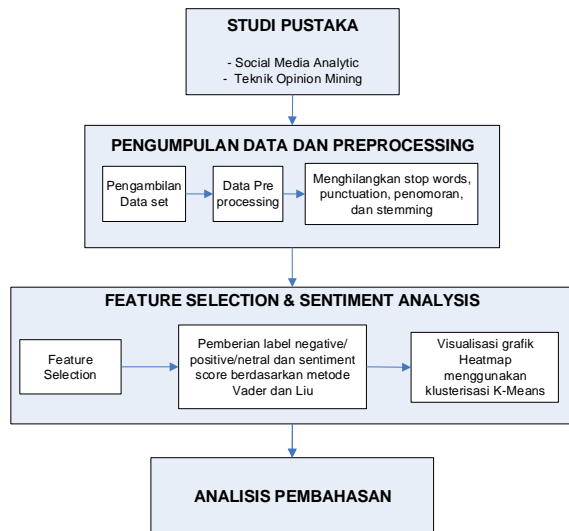 STUDI PUSTAKA
- Social Media Analytic
- Teknik Opinion Mining
PENGUMPULAN DATA DAN PREPROCESSING
Pengambilan
Data set
Data Pre
processing
Menghilangkan stop words,
punctuation, penomoran,
dan stemming
FEATURE SELECTION & SENTIMENT ANALYSIS
Feature
Selection
Pemberian label negative/
positive/netral dan sentiment
score berdasarkan metode
Vader dan Liu
Visualisasi grafik
Heatmap
menggunakan
klusterisasi K-Means
ANALISIS PEMBAHASAN